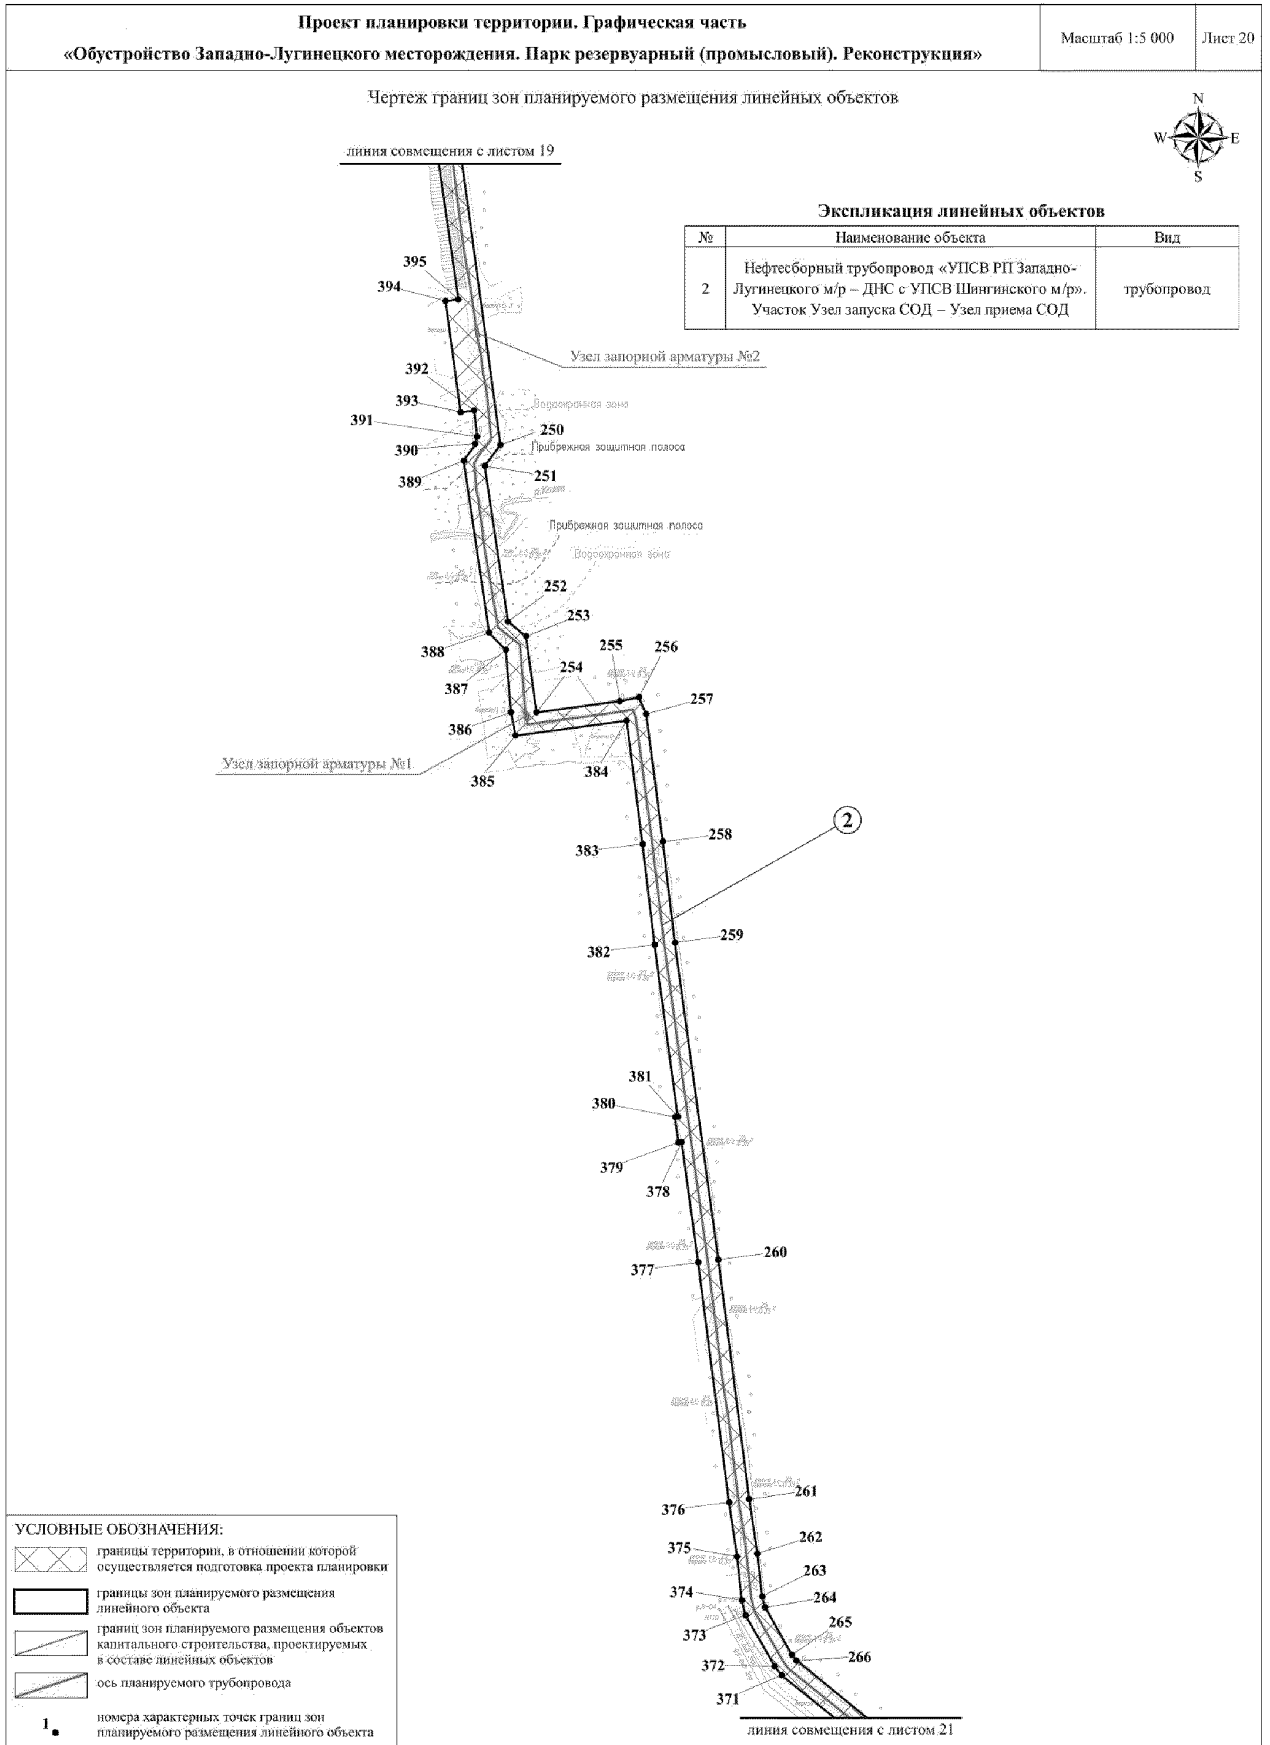 Проект планировки территории. Графическая часть
«Обустройство Западно-Лугинецкого месторождения. Парк резервуарный (промысловый). Реконструкция»
Масштаб 1:5 000
Лист 20
Чертеж границ зон планируемого размещения линейных объектов
N
W E
S
линия совмещения с листом 19
Экспликация линейных объектов
№ Наименование объекта Вид
2
Нефтесборный трубопровод «УПСВ РП Западно-
Лугинецкого м/р – ДНС с УПСВ Шингинского м/р».
Участок Узел запуска СОД – Узел приема СОД
трубопровод
395
394
Узел запорной арматуры №2
392
393
Водоохранная зона
391
250
390
Прибрежная защитная полоса
389
251
Прибрежная защитная полоса
Водоохранная зона
252
253
388
255
256
254
387
257
386
Узел запорной арматуры №1
385
384
2
258
383
259
382
381
380
379
378
260
377
261
376
262
375
263
374
264
373
265
266
372
371
линия совмещения с листом 21
УСЛОВНЫЕ ОБОЗНАЧЕНИЯ:
границы территории, в отношении которой
осуществляется подготовка проекта планировки
границы зон планируемого размещения
линейного объекта
границ зон планируемого размещения объектов
капитального строительства, проектируемых
в составе линейных объектов
ось планируемого трубопровода
1
номера характерных точек границ зон
планируемого размещения линейного объекта